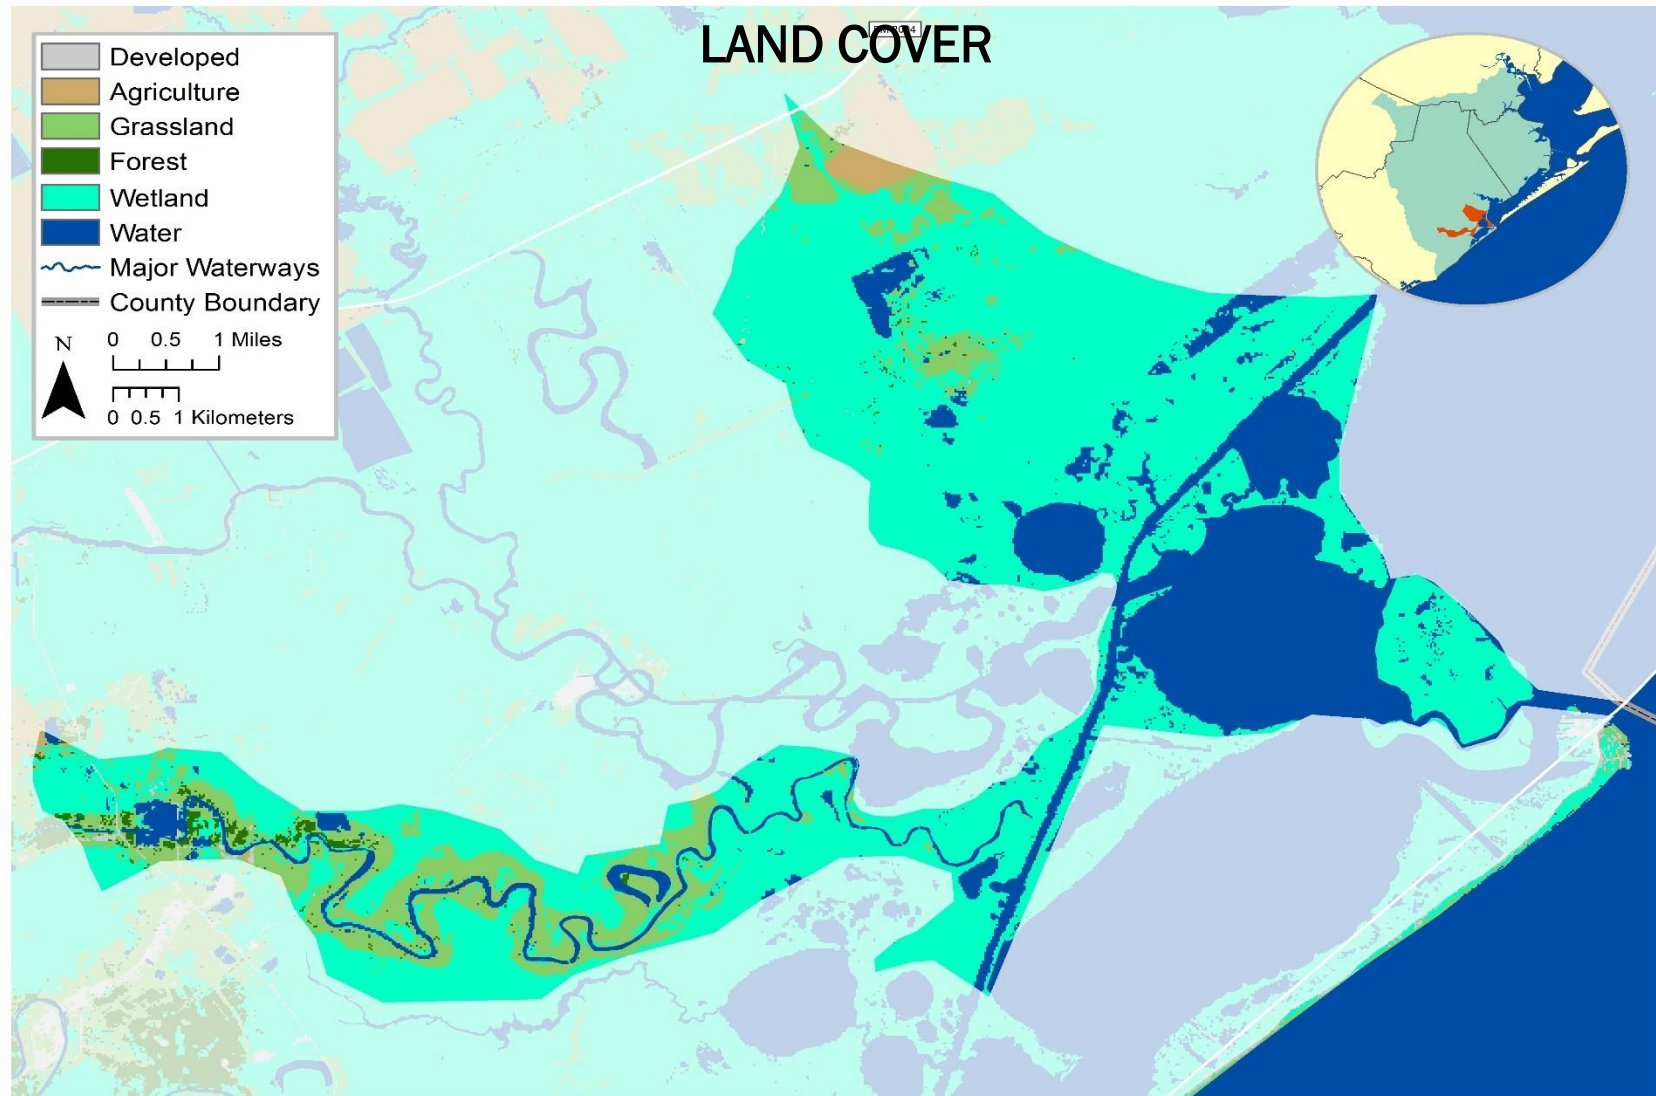 LAND COVER
Developed
Agriculture
Grassland
Forest
Wetland
Water
Major Waterways
County Boundary
N
0 0.5 1 Miles
0 0.5 1 Kilometers